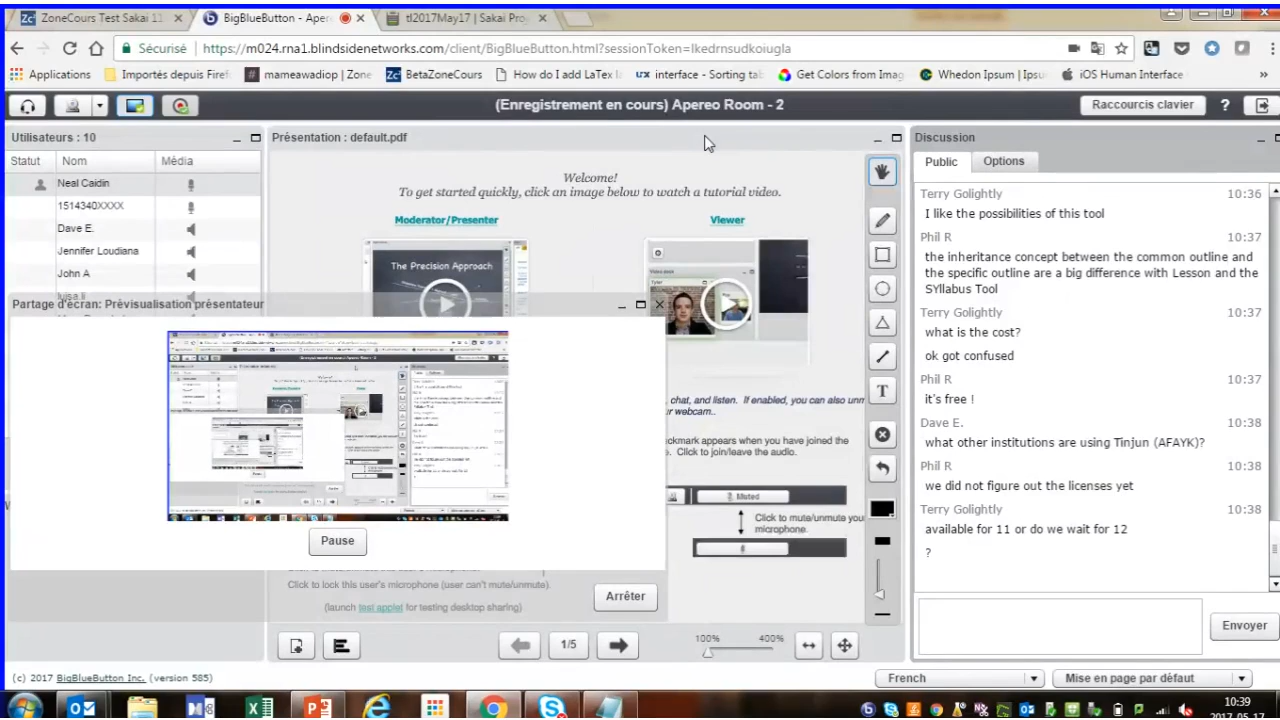 ZoneCours Test Sakai 11
BigBlueButton - Aper
tl2017May17 | Sakai Pro
Sécurisé
https://m024.rna1.blindsidenetworks.com/client/BigBlueButton.html?sessionToken=lkedrnsudkoiugla
Applications
Importés depuis Firef
mameawadiop | Zone
BetaZoneCours
How do I add LaTex
interface - Sorting tab
Get Colors from Imag
Whedon Ipsum | Ipsu
iOS Human Interface
»
(Enregistrement en cours) Apereo Room - 2
Raccourcis clavier
?
Utilisateurs : 10
Statut Nom Média
Neal Caidin
1514340XXXX
Dave E.
Jennifer Loudiana
John A
Présentation : default.pdf
Welcome!
To get started quickly, click an image below to watch a tutorial video.
Moderator/Presenter
Viewer
The Precision Approach
Partage d'écran: Prévisualisation présentateur
Pause
, chat, and listen. If enabled, you can also
ur webcam..
eckmark appears when you have joined the
. Click to join/leave the audio.
Muted
Click to mute/unmute you
microphone.
Click to lock this user's microphone (user can't mute/unmute).
(launch test applet for testing desktop sharing)
Arrêter
T
1/5
100% 400%
Discussion
Public
Options
Terry Golightly 10:36
I like the possibilities of this tool
Phil R 10:37
the inheritance concept between the common outline and
the specific outline are a big difference with Lesson and the
SYllabus Tool
Terry Golightly 10:37
what is the cost?
ok got confused
Phil R 10:37
it's free !
Dave E. 10:38
what other institutions are using Tinjun (AFAYK)?
Phil R 10:38
we did not figure out the licenses yet
Terry Golightly 10:38
available for 11 or do we wait for 12
?
Envoyer
(c) 2017 BigBlueButton Inc. (version 585)
French
Mise en page par défaut
10:39
2017-05-17